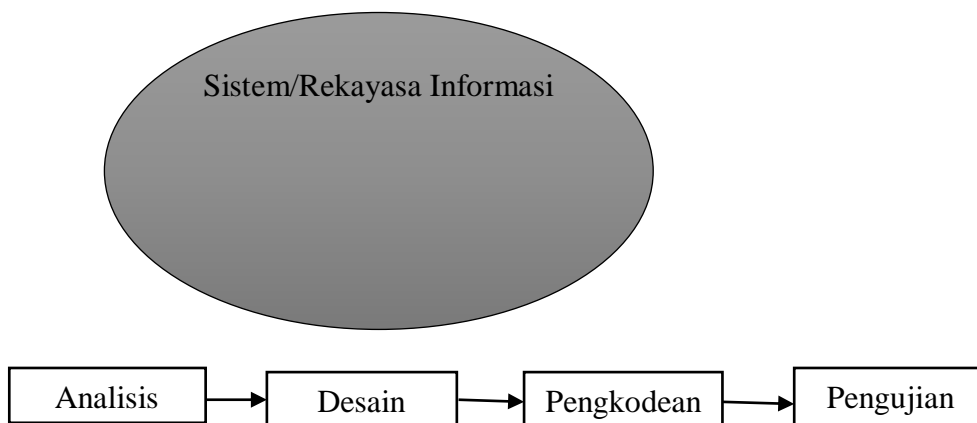 Sistem/Rekayasa Informasi
Analisis
Desain
Pengkodean
Pengujian